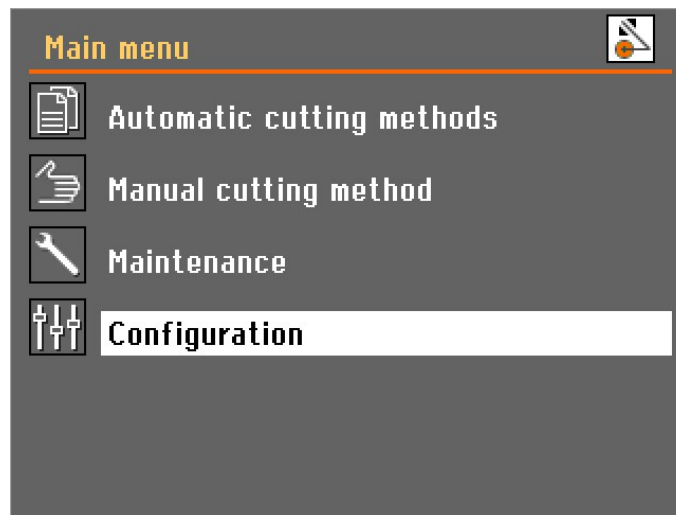 Main menu
Automatic cutting methods
Manual cutting method
Maintenance
Configuration